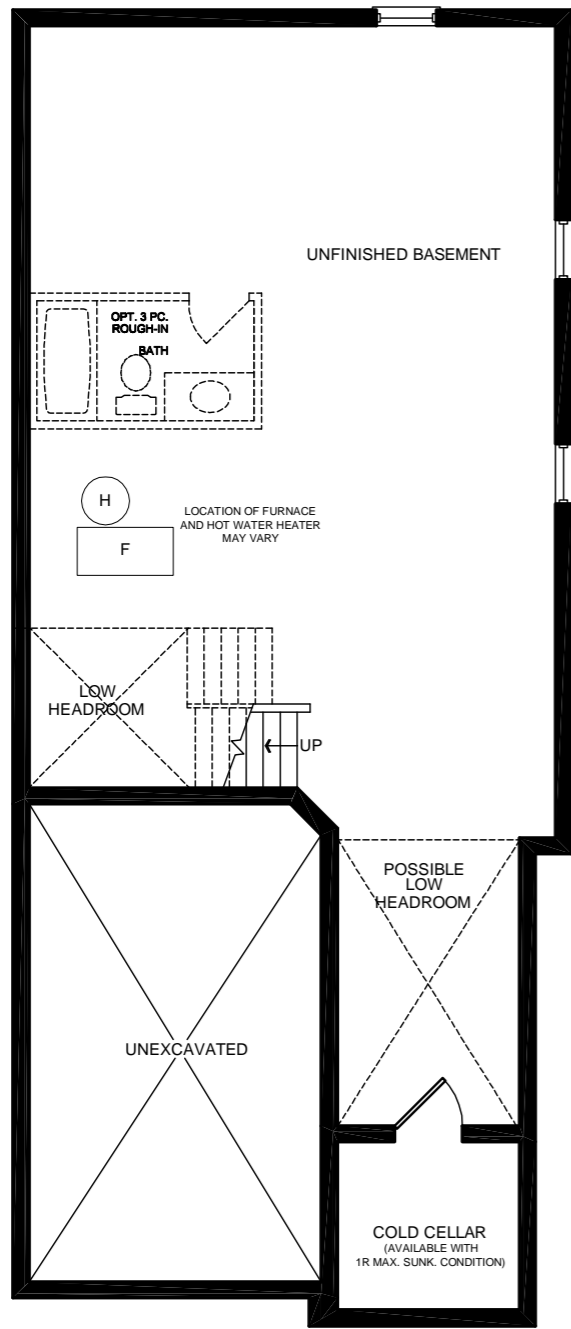 UNFINISHED BASEMENT
OPT. 3 PC.
ROUGH-IN
BATH
H
F
LOCATION OF FURNACE
AND HOT WATER HEATER
MAY VARY
LOW
HEADROOM
UP
POSSIBLE
LOW
HEADROOM
UNEXCAVATED
COLD CELLAR
(AVAILABLE WITH
1R MAX. SUNK. CONDITION)